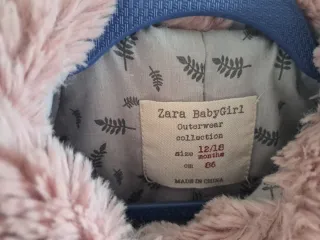 Zara BabyGirl
Outerwear
collection
size 12/18
months
cm 86
MADE IN CHINA